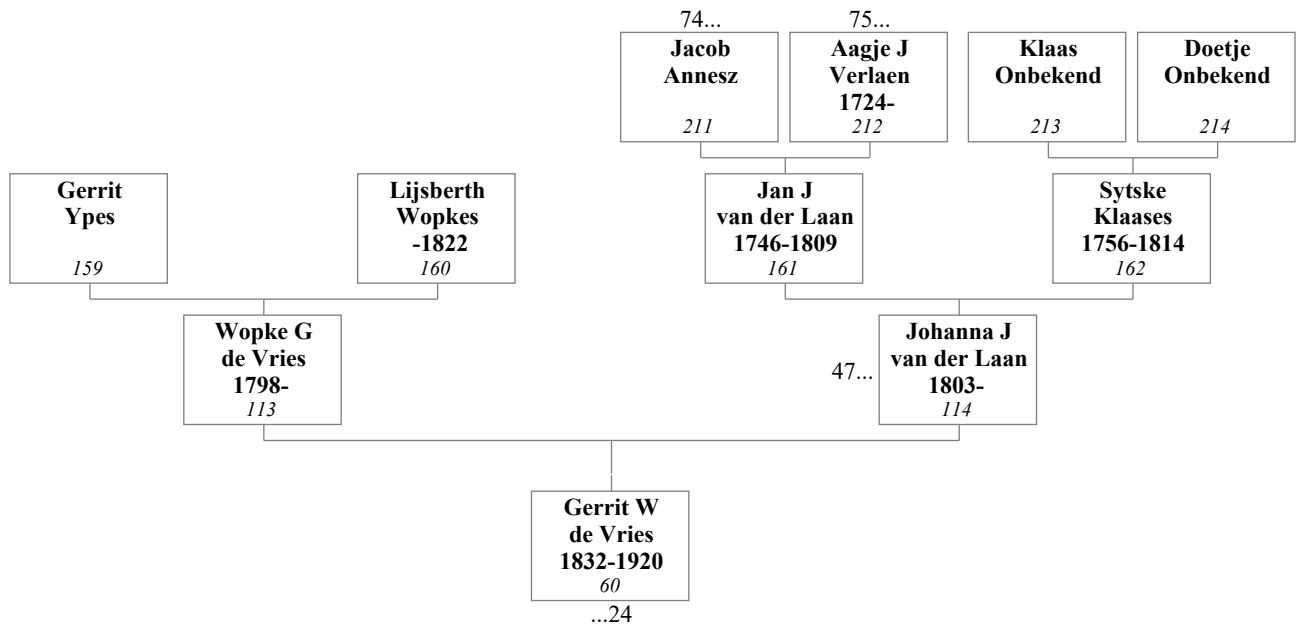 74...
75...
Jacob
Annesz
211
Aagje J
Verlaen
1724-
212
Klaas
Onbekend
213
Doetje
Onbekend
214
Gerrit
Ypes
159
Lijsberth
Wopkes
-1822
160
Jan J
van der Laan
1746-1809
161
Sytske
Klaases
1756-1814
162
Wopke G
de Vries
1798-
113
47...
Johanna J
van der Laan
1803-
114
Gerrit W
de Vries
1832-1920
60
...24